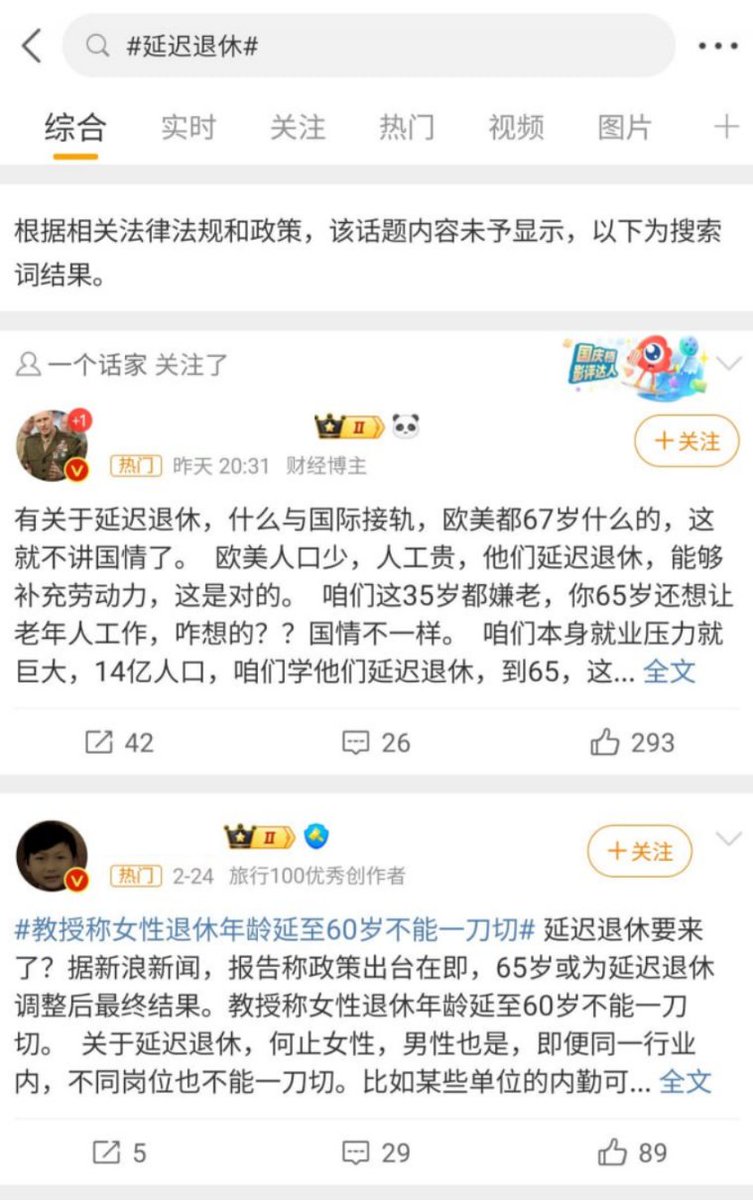 #延迟退休#
综合 实时 关注 热门 视频 图片
根据相关法律法规和政策，该话题内容未予显示，以下为搜索
词结果。
一个话家 关注了
国庆档
影评达人
+1
II
V
热门 昨天 20:31 财经博主
+关注
有关于延迟退休，什么与国际接轨，欧美都67岁什么的，这
就不讲国情了。 欧美人口少，人工贵，他们延迟退休，能够
补充劳动力，这是对的。 咱们这35岁都嫌老，你65岁还想让
老年人工作，咋想的？？国情不一样。 咱们本身就业压力就
巨大，14亿人口，咱们学他们延迟退休，到65，这... 全文
42 26 293
II
V
热门 2-24 旅行100优秀创作者
+关注
#教授称女性退休年龄延至60岁不能一刀切# 延迟退休要来
了？据新浪新闻，报告称政策出台在即，65岁或为延迟退休
调整后最终结果。教授称女性退休年龄延至60岁不能一刀
切。 关于延迟退休，何止女性，男性也是，即便同一行业
内，不同岗位也不能一刀切。比如某些单位的内勤可... 全文
5 29 89